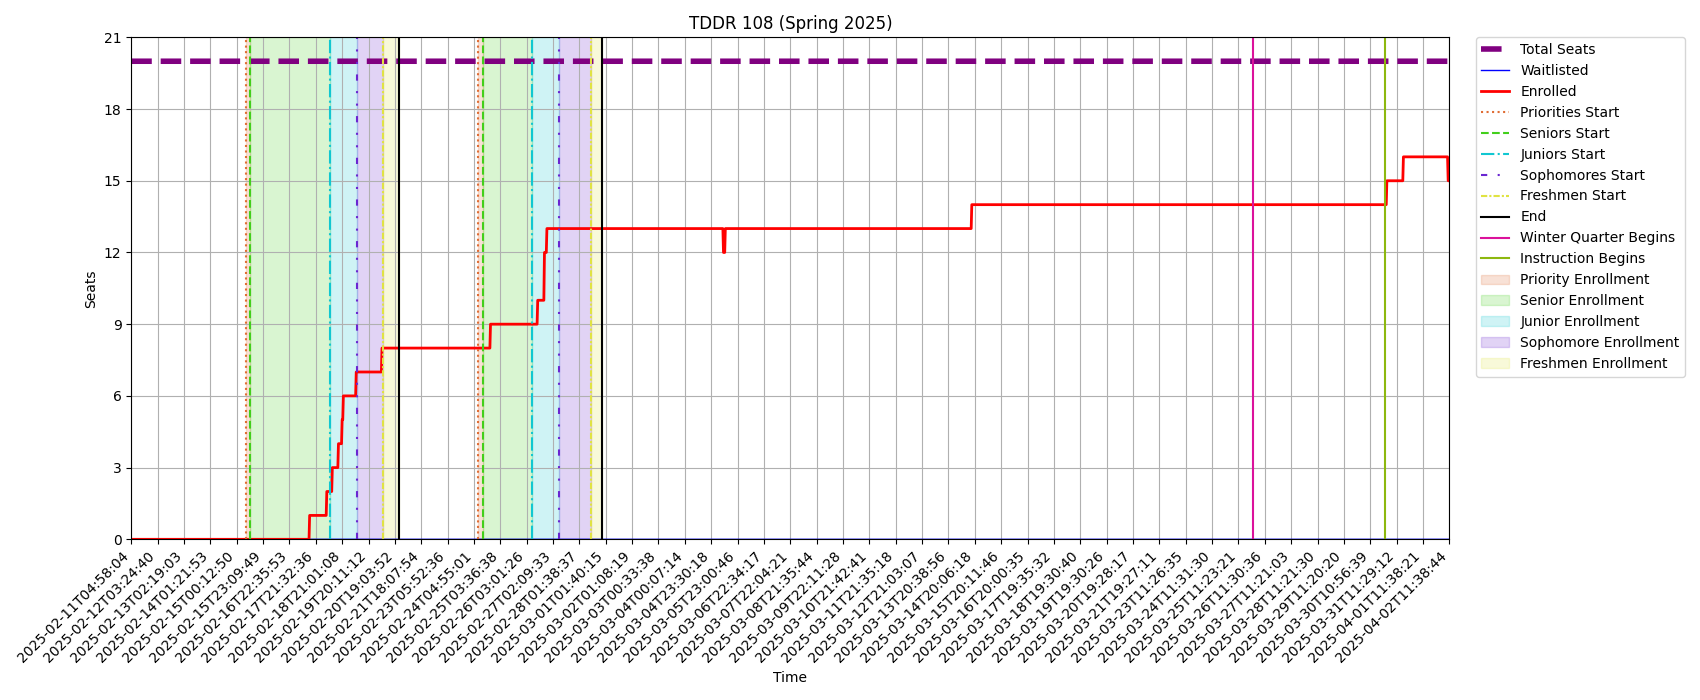 TDDR 108 (Spring 2025)
21
18
15
12
9
6
3
0
Seats
2025-02-11T04:58:04
2025-02-12T03:24:40
2025-02-13T02:19:03
2025-02-14T01:21:53
2025-02-15T00:12:50
2025-02-15T23:09:49
2025-02-16T22:35:53
2025-02-17T21:32:36
2025-02-18T21:01:08
2025-02-19T20:11:12
2025-02-20T19:03:52
2025-02-21T18:07:54
2025-02-23T05:52:36
2025-02-24T04:55:01
2025-02-25T03:36:38
2025-02-26T03:01:26
2025-02-27T02:09:33
2025-02-28T01:38:37
2025-03-01T01:40:15
2025-03-02T01:08:19
2025-03-03T00:33:38
2025-03-04T00:07:14
2025-03-04T23:30:18
2025-03-05T23:00:46
2025-03-06T22:34:17
2025-03-07T22:04:21
2025-03-08T21:35:44
2025-03-09T22:11:28
2025-03-10T21:42:41
2025-03-11T21:35:18
2025-03-12T21:03:07
2025-03-13T20:38:56
2025-03-14T20:06:18
2025-03-15T20:11:46
2025-03-16T20:00:35
2025-03-17T19:35:32
2025-03-18T19:30:40
2025-03-19T19:30:26
2025-03-20T19:28:17
2025-03-21T19:27:11
2025-03-23T11:26:35
2025-03-24T11:31:30
2025-03-25T11:23:21
2025-03-26T11:30:36
2025-03-27T11:21:03
2025-03-28T11:21:30
2025-03-29T11:20:20
2025-03-30T10:56:39
2025-03-31T11:29:12
2025-04-01T11:38:21
2025-04-02T11:38:44
Time
Total Seats
Waitlisted
Enrolled
Priorities Start
Seniors Start
Juniors Start
Sophomores Start
Freshmen Start
End
Winter Quarter Begins
Instruction Begins
Priority Enrollment
Senior Enrollment
Junior Enrollment
Sophomore Enrollment
Freshmen Enrollment